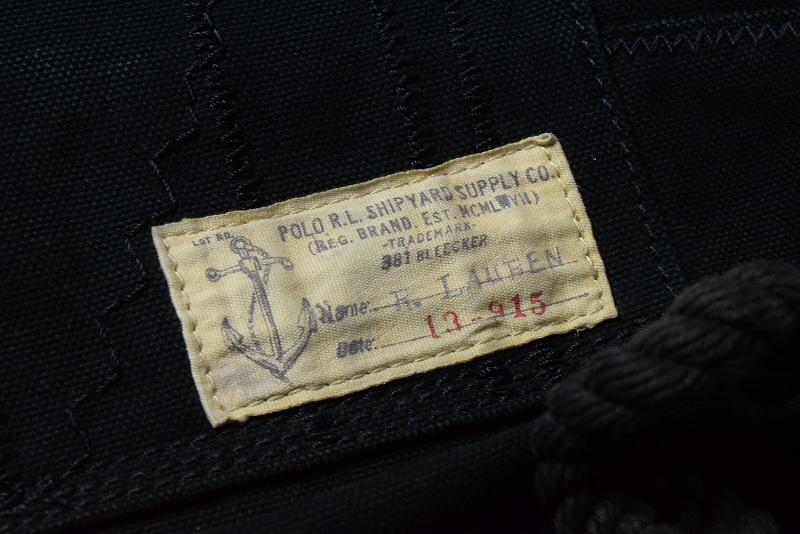 LOT NO.
POLO R.L. SHIPYARD SUPPLY CO.
(REG. BRAND. EST. MCMLXVII)
-TRADEMARK-
381 BLEECKER
Name: R. LAUREN
Date: 13-915